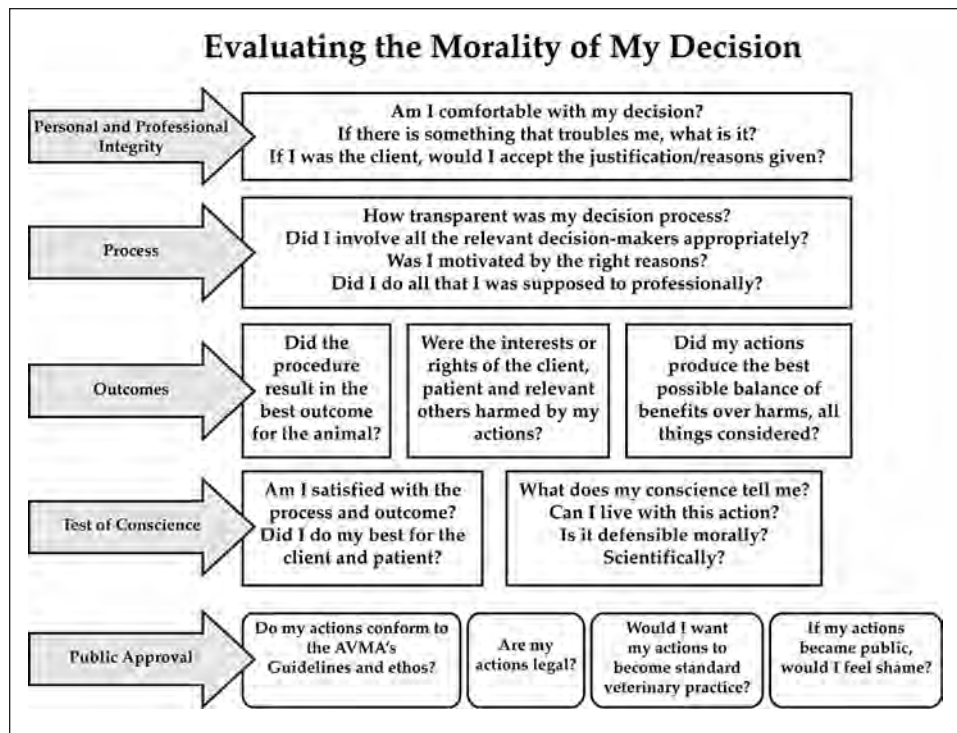 Evaluating the Morality of My Decision
Personal and Professional
Integrity
Am I comfortable with my decision?
If there is something that troubles me, what is it?
If I was the client, would I accept the justification/reasons given?
Process
How transparent was my decision process?
Did I involve all the relevant decision-makers appropriately?
Was I motivated by the right reasons?
Did I do all that I was supposed to professionally?
Outcomes
Did the
procedure
result in the
best outcome
for the animal?
Were the interests or
rights of the client,
patient and relevant
others harmed by my
actions?
Did my actions
produce the best
possible balance of
benefits over harms, all
things considered?
Test of Conscience
Am I satisfied with the
process and outcome?
Did I do my best for the
client and patient?
What does my conscience tell me?
Can I live with this action?
Is it defensible morally?
Scientifically?
Public Approval
Do my actions conform to
the AVMA's
Guidelines and ethos?
Are my
actions legal?
Would I want
my actions to
become standard
veterinary practice?
If my actions
became public,
would I feel shame?